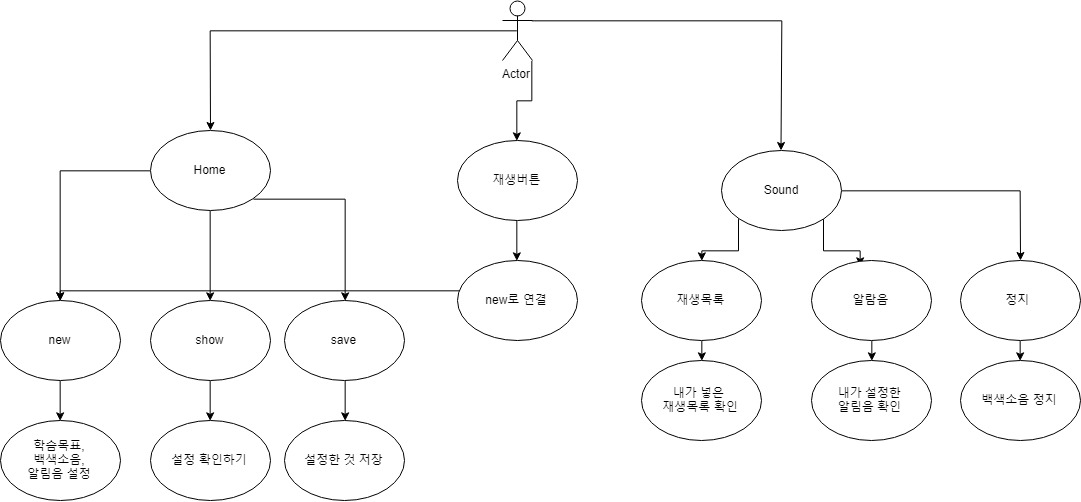 Actor
Home
재생버튼
Sound
new로 연결
재생목록
알람음
정지
new
show
save
내가 넣은
재생목록 확인
내가 설정한
알림음 확인
백색소음 정지
학습목표,
백색소음,
알림음 설정
설정 확인하기
설정한 것 저장